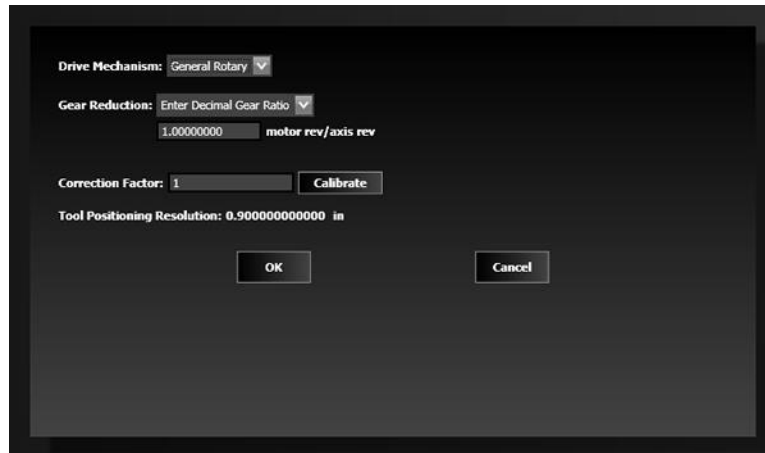 Drive Mechanism: General Rotary
Gear Reduction: Enter Decimal Gear Ratio
1.00000000 motor rev/axis rev
Correction Factor: 1 Calibrate
Tool Positioning Resolution: 0.900000000000 in
OK Cancel